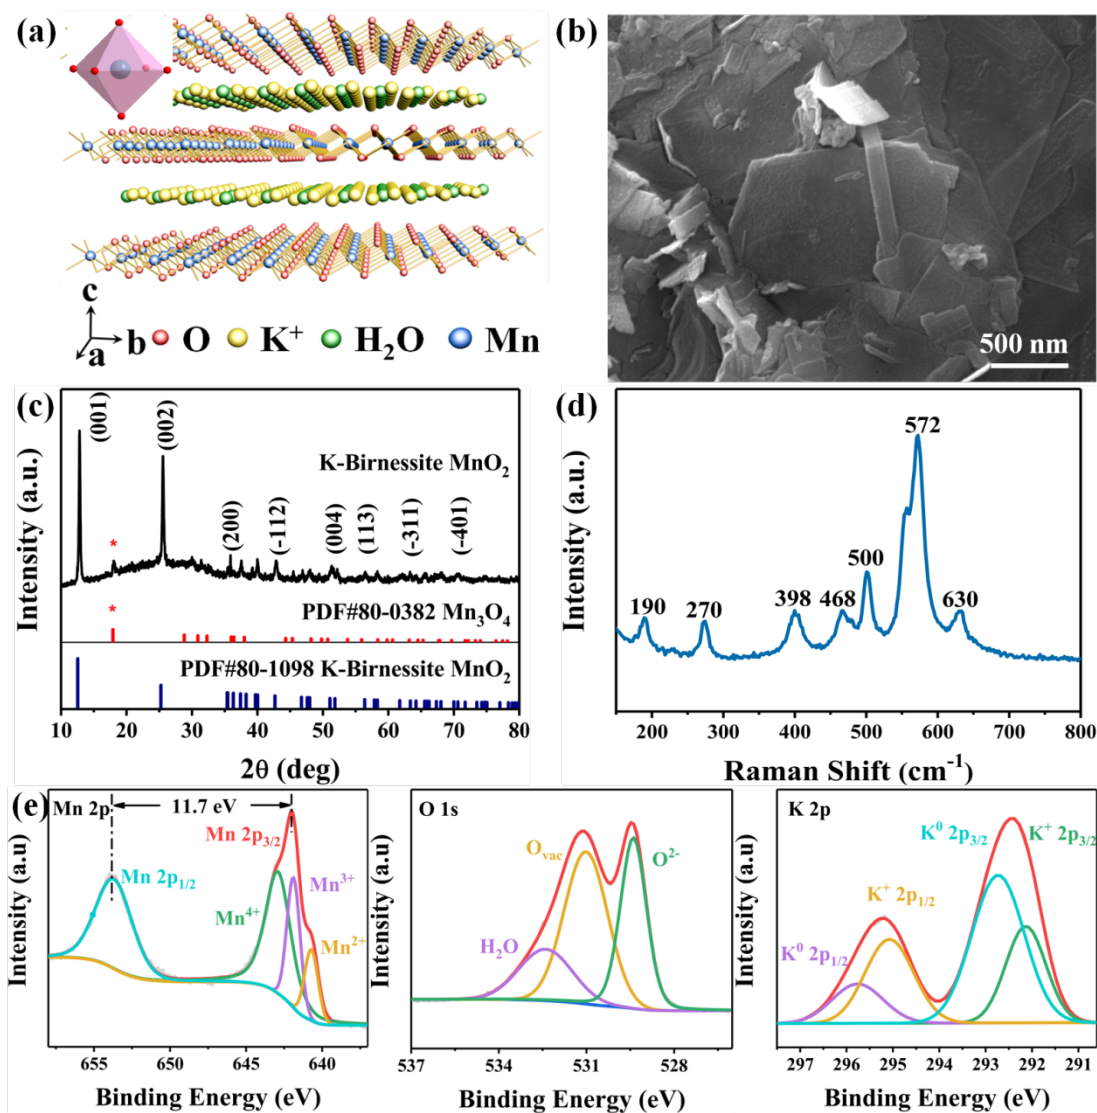 (a)
c
a
b
O
K⁺
H₂O
Mn
(b)
500 nm
(c)
(001)
(002)
K-Birnessite MnO₂
(200)
(-112)
(004)
(113)
(-311)
(-401)
*
PDF#80-0382 Mn₃O₄
*
PDF#80-1098 K-Birnessite MnO₂
Intensity (a.u.)
10 20 30 40 50 60 70 80
2θ (deg)
(d)
572
500
398
468
630
190
270
Intensity (a.u.)
200 300 400 500 600 700 800
Raman Shift (cm⁻¹)
(e)
Mn 2p
11.7 eV
Mn 2p₃/₂
Mn 2p₁/₂
Mn³⁺
Mn⁴⁺
Mn²⁺
Intensity (a.u)
655 650 645 640
Binding Energy (eV)
O 1s
Oᵥₐc
O²⁻
H₂O
Intensity (a.u)
537 534 531 528
Binding Energy (eV)
K 2p
K⁰ 2p₃/₂
K⁺ 2p₃/₂
K⁺ 2p₁/₂
K⁰ 2p₁/₂
Intensity (a.u)
297 296 295 294 293 292 291
Binding Energy (eV)